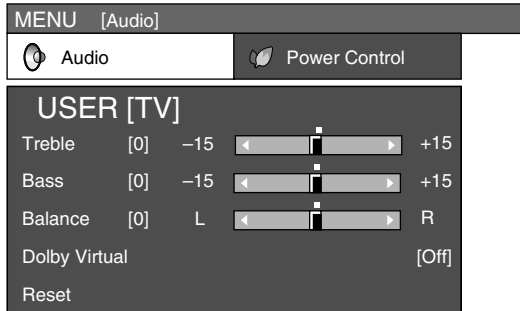 MENU [Audio]
Audio Power Control
USER [TV]
Treble [0] –15 +15
Bass [0] –15 +15
Balance [0] L R
Dolby Virtual [Off]
Reset